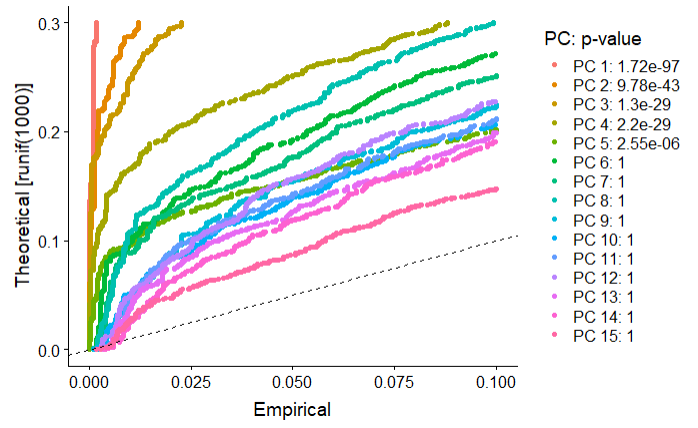 0.3
0.2
0.1
0.0
Theoretical [runif(1000)]
0.000 0.025 0.050 0.075 0.100
Empirical
PC: p-value
PC 1: 1.72e-97
PC 2: 9.78e-43
PC 3: 1.3e-29
PC 4: 2.2e-29
PC 5: 2.55e-06
PC 6: 1
PC 7: 1
PC 8: 1
PC 9: 1
PC 10: 1
PC 11: 1
PC 12: 1
PC 13: 1
PC 14: 1
PC 15: 1